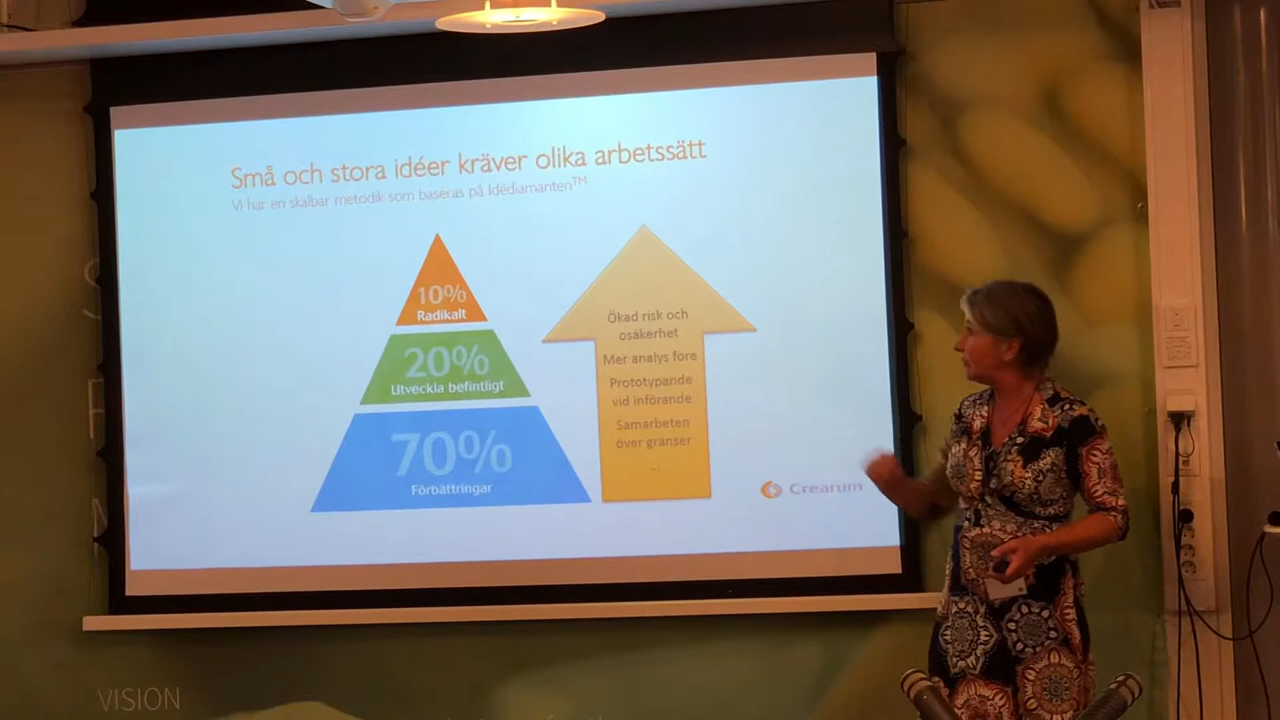 Små och stora idéer kräver olika arbetssätt
Vi har en skalbar metodik som baseras på Idédiamanten™
10%
Radikalt
20%
Utveckla befintligt
70%
Förbättringar
Ökad risk och
osäkerhet
Mer analys före
Prototypande
vid införande
Samarbeten
över gränser
...
Crearum
VISION